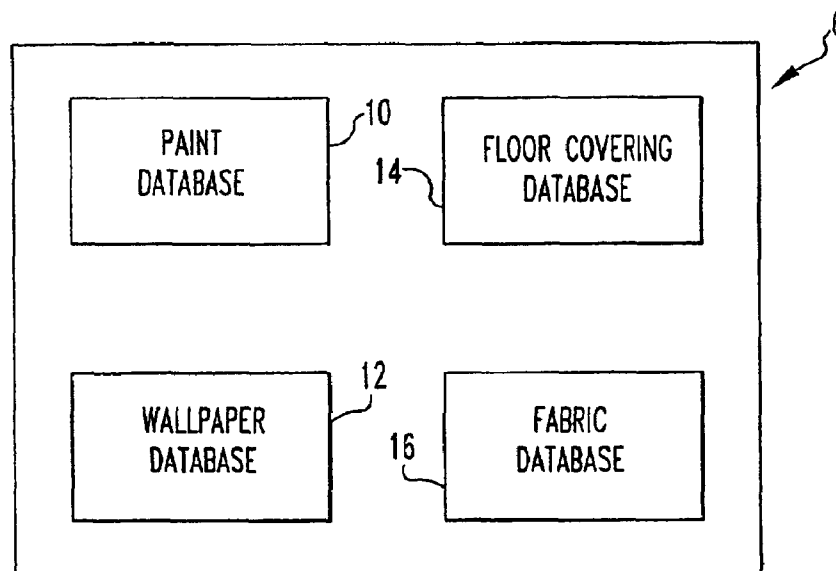 PAINT
DATABASE
10
FLOOR COVERING
DATABASE
14
WALLPAPER
DATABASE
12
FABRIC
DATABASE
16